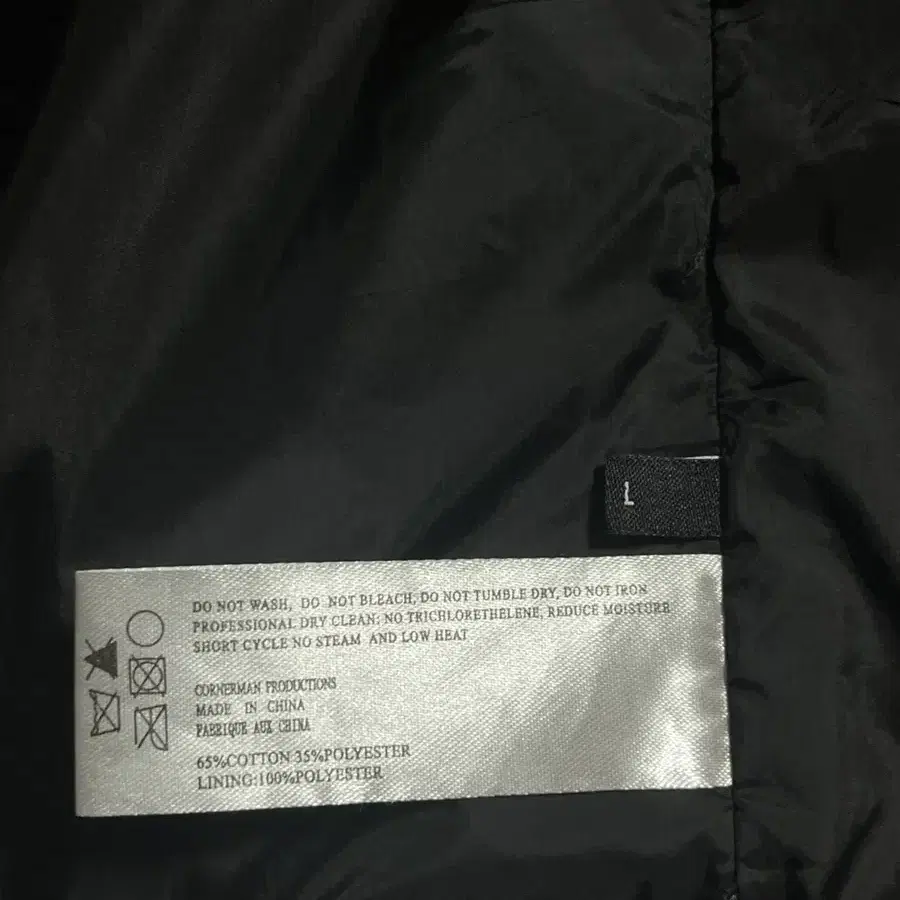 L
DO NOT WASH, DO NOT BLEACH, DO NOT TUMBLE DRY, DO NOT IRON
PROFESSIONAL DRY CLEAN: NO TRICHLORETHELENE, REDUCE MOISTURE,
SHORT CYCLE NO STEAM AND LOW HEAT
CORNERMAN PRODUCTIONS
MADE IN CHINA
FABRIQUE AUX CHINA
65%COTTON 35%POLYESTER
LINING:100%POLYESTER